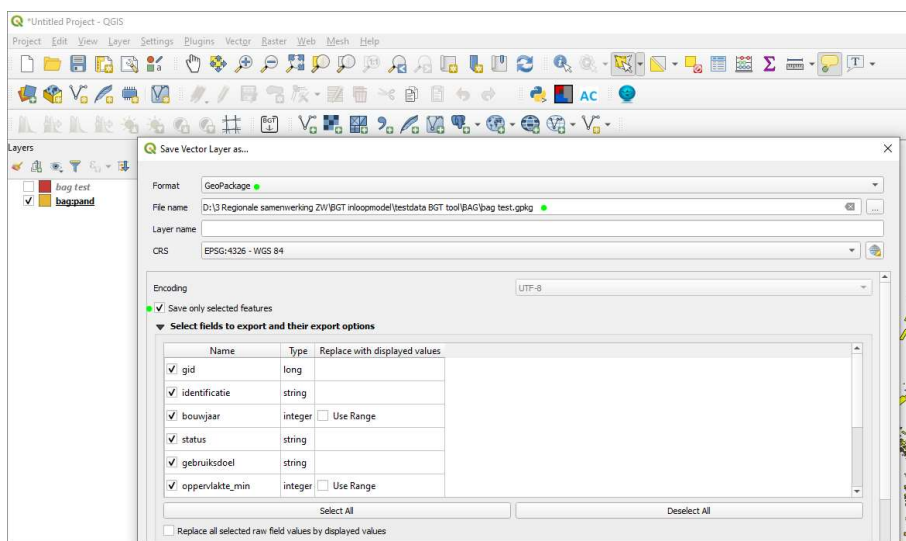 *Untitled Project - QGIS
Project Edit View Layer Settings Plugins Vector Raster Web Mesh Help
AC
BGT
T
Layers
bag test
bag:pand
Save Vector Layer as...
Format GeoPackage
File name D:\3 Regionale samenwerking ZW\BGT inloopmodel\testdata BGT tool\BAG\bag test.gpkg ...
Layer name
CRS EPSG:4326 - WGS 84
Encoding UTF-8
Save only selected features
Select fields to export and their export options
Name Type Replace with displayed values
gid long
identificatie string
bouwjaar integer Use Range
status string
gebruiksdoel string
oppervlakte_min integer Use Range
Select All Deselect All
Replace all selected raw field values by displayed values